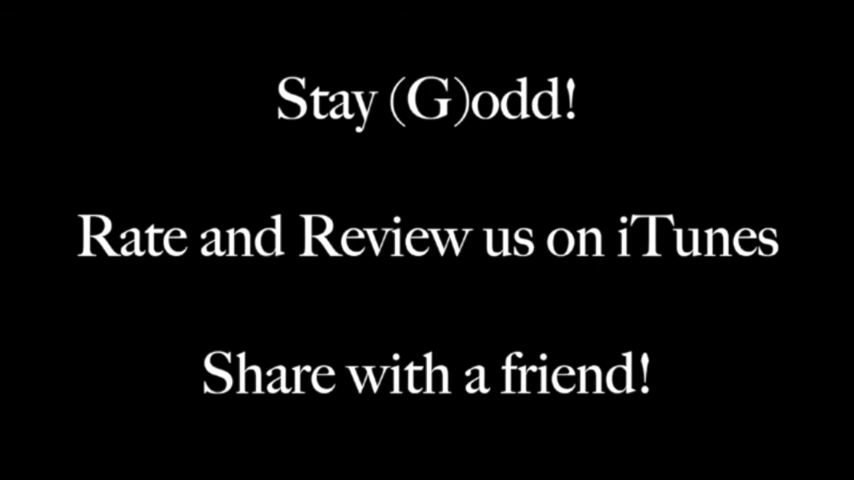 Stay (G)odd!
Rate and Review us on iTunes
Share with a friend!